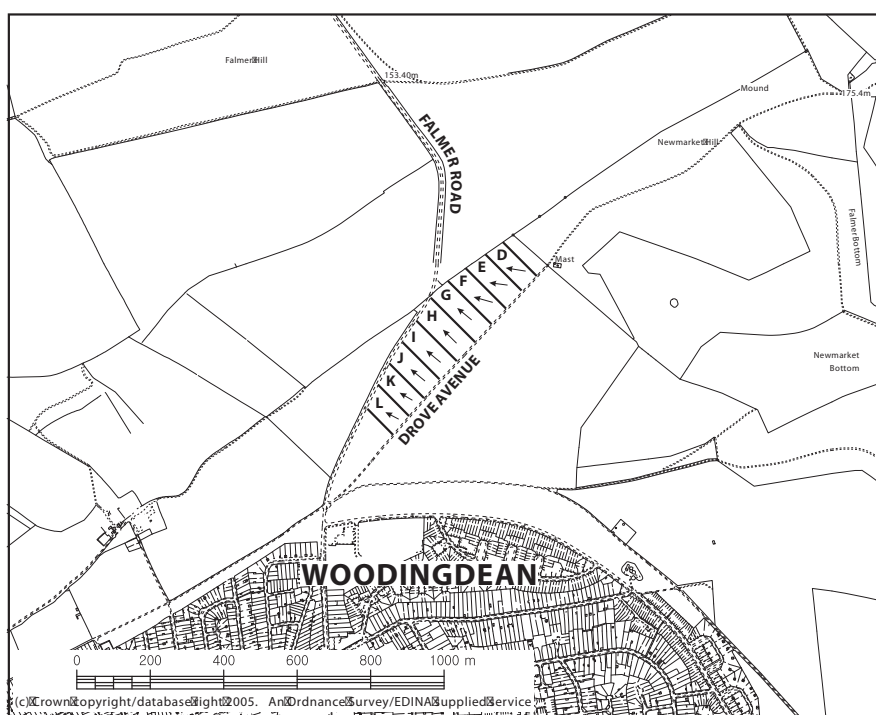 Falmer Hill
153.40m
Mound
175.4m
FALMER ROAD
Newmarket Hill
Falmer Bottom
D
E
F
G
H
I
J
K
L
Mast
DROVE AVENUE
Newmarket
Bottom
WOODINGDEAN
0 200 400 600 800 1000 m
(c) Crown copyright/database right 2005. An Ordnance Survey/EDINA supplied service